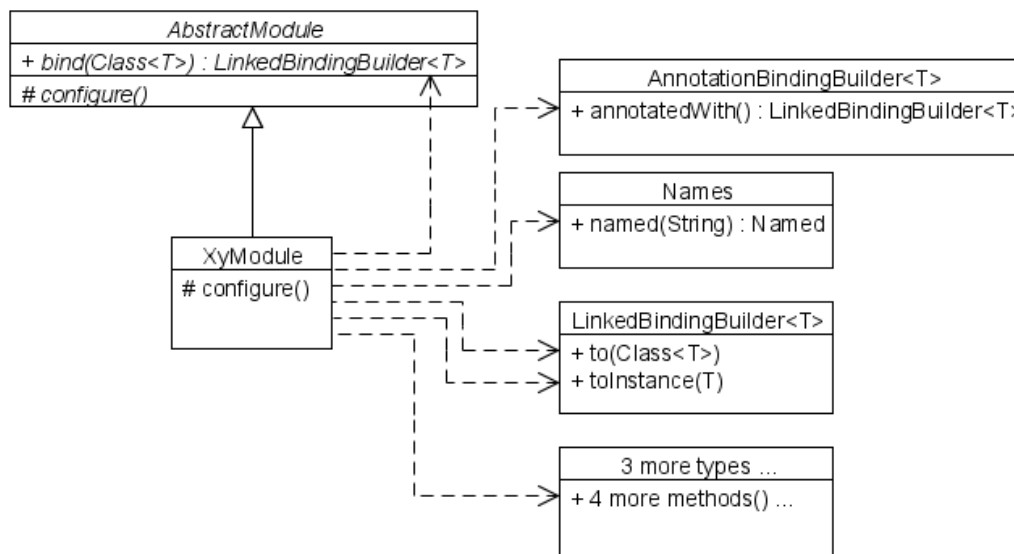 AbstractModule
+ bind(Class<T>) : LinkedBindingBuilder<T>
# configure()
AnnotationBindingBuilder<T>
+ annotatedWith() : LinkedBindingBuilder<T>
Names
+ named(String) : Named
XyModule
# configure()
LinkedBindingBuilder<T>
+ to(Class<T>)
+ toInstance(T)
3 more types ...
+ 4 more methods() ...